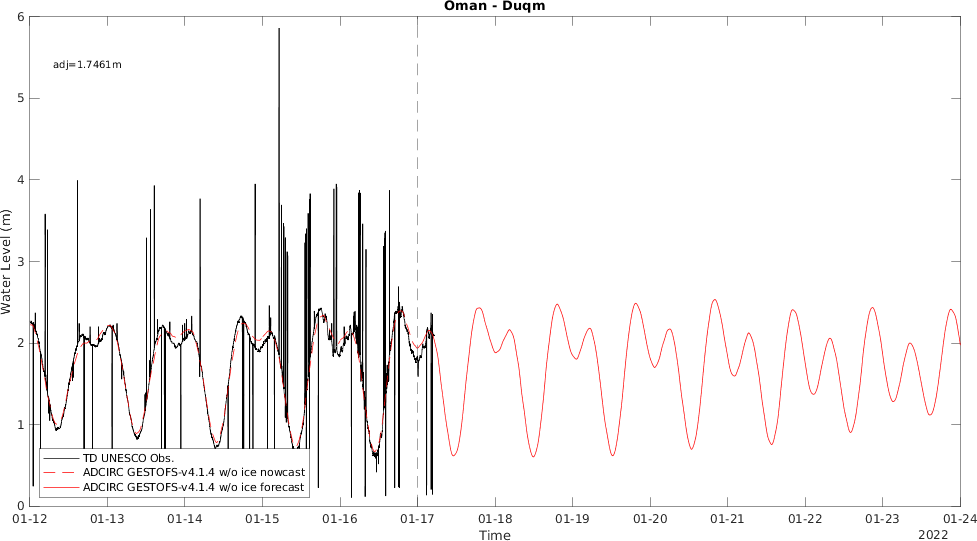 Oman - Duqm
6
5
4
3
2
1
0
Water Level (m)
adj=1.7461m
TD UNESCO Obs.
ADCIRC GESTOFS-v4.1.4 w/o ice nowcast
ADCIRC GESTOFS-v4.1.4 w/o ice forecast
01-12 01-13 01-14 01-15 01-16 01-17 01-18 01-19 01-20 01-21 01-22 01-23 01-24
Time
2022